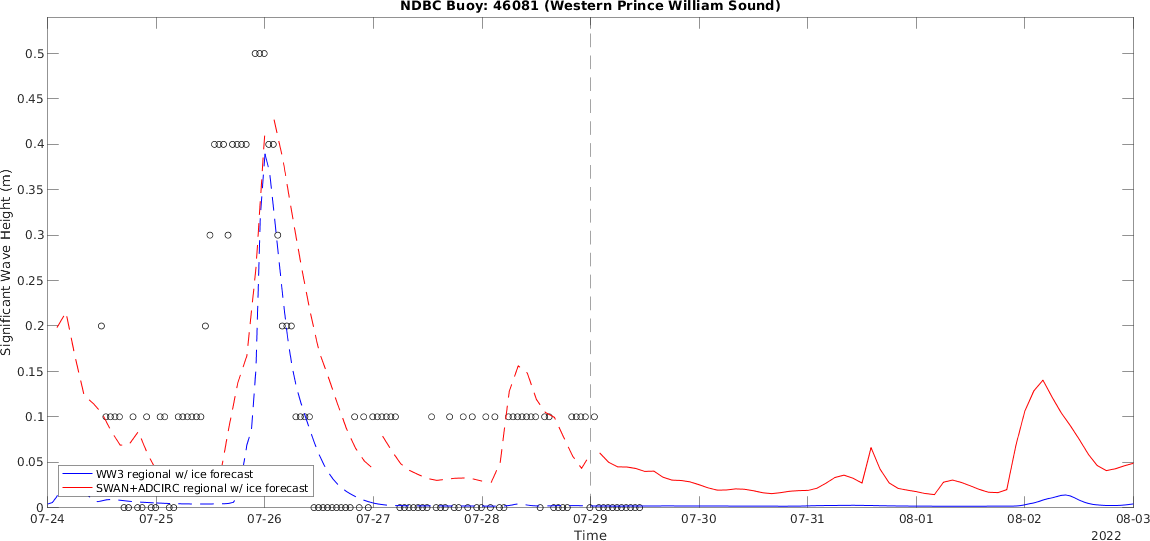 NDBC Buoy: 46081 (Western Prince William Sound)
Significant Wave Height (m)
0.5
0.45
0.4
0.35
0.3
0.25
0.2
0.15
0.1
0.05
0
WW3 regional w/ ice forecast
SWAN+ADCIRC regional w/ ice forecast
07-24 07-25 07-26 07-27 07-28 07-29 07-30 07-31 08-01 08-02 08-03
Time
2022